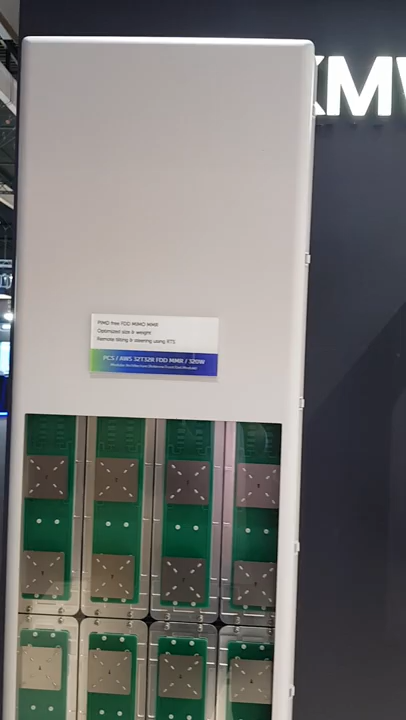 KMW
PIMD free FDD MIMO MMR
Optimized size & weight
Remote tilting & steering using RTS
PCS / AWS 32T32R FDD MMR / 320W